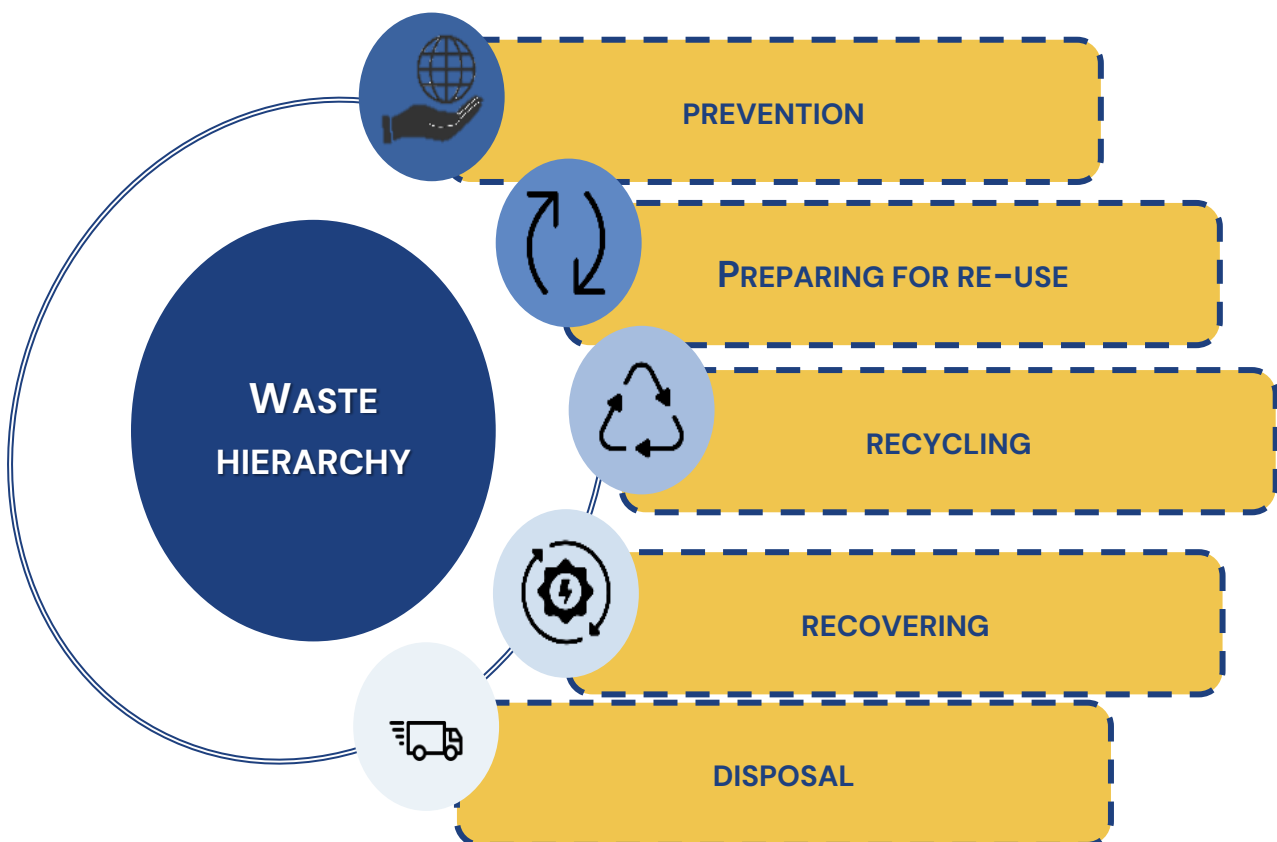 PREVENTION
PREPARING FOR RE-USE
WASTE
HIERARCHY
RECYCLING
RECOVERING
DISPOSAL